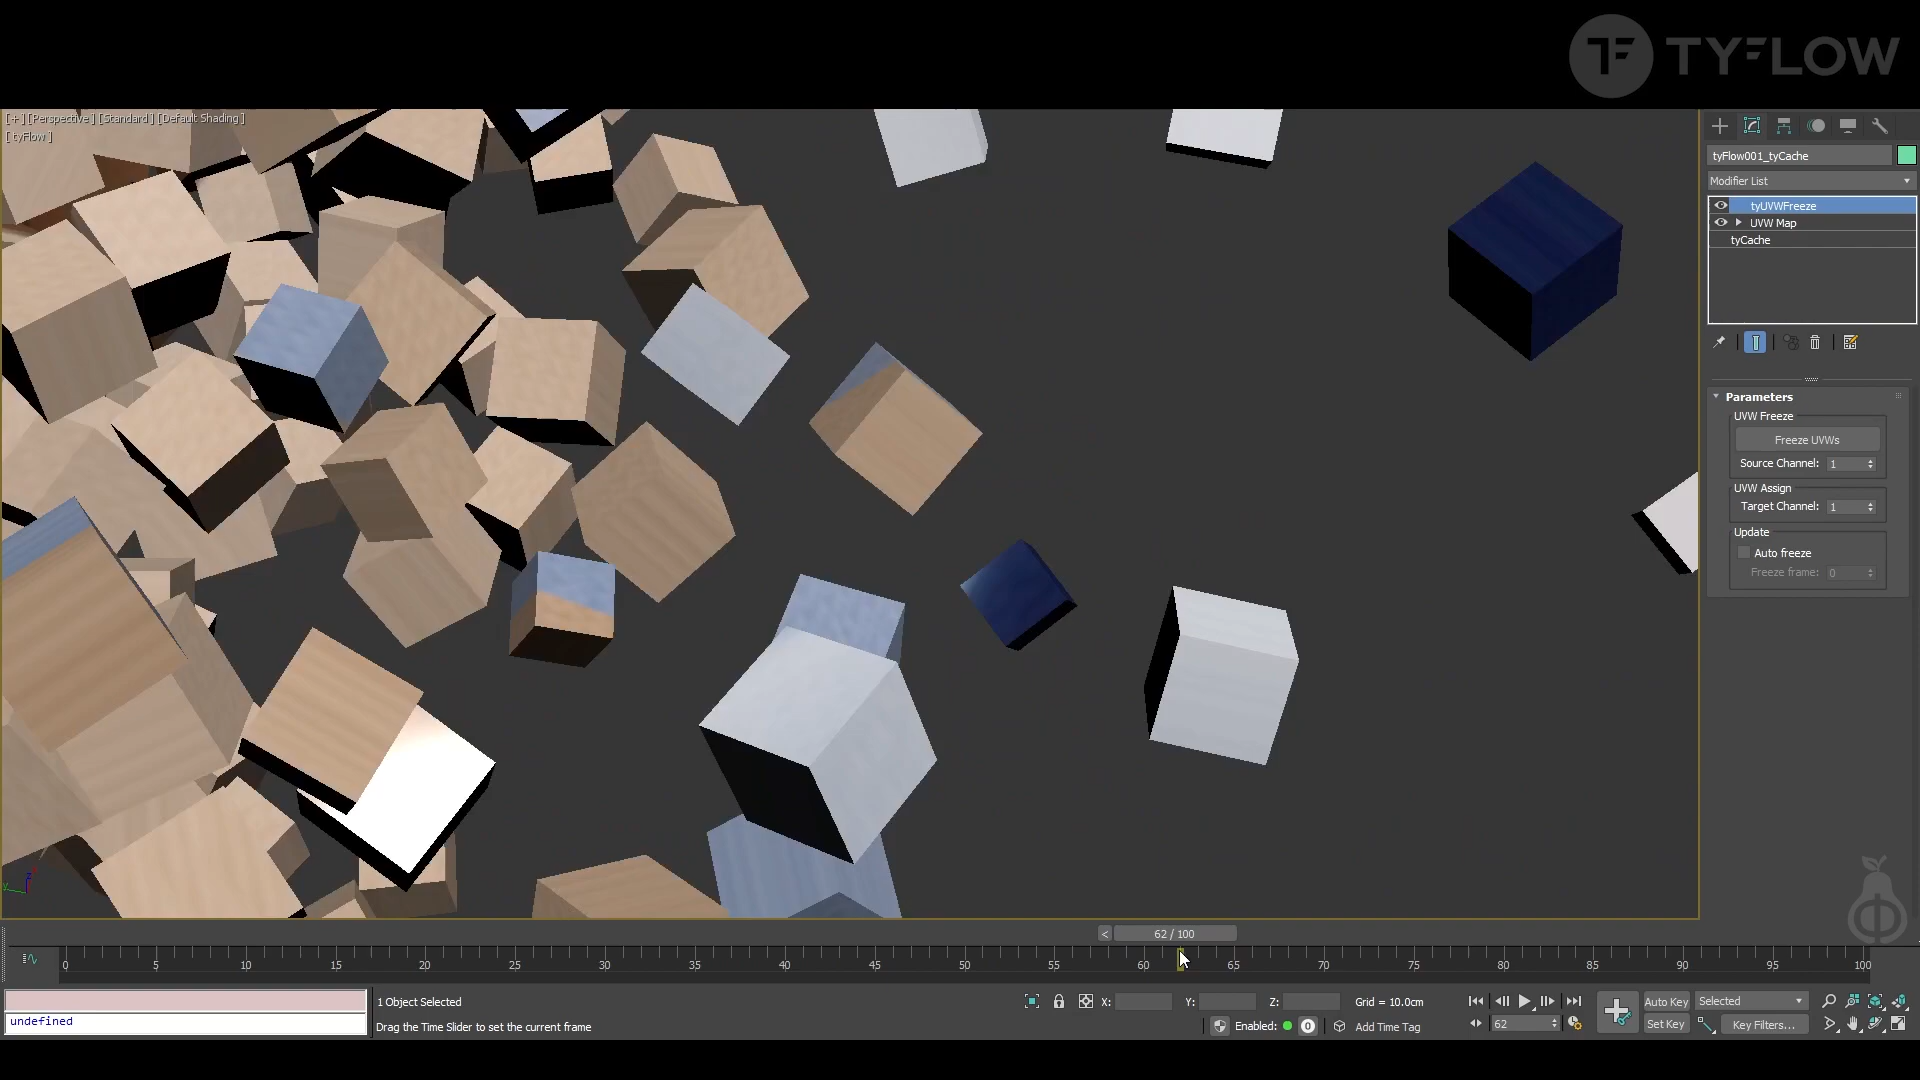 TYFLOW
[+] [Perspective] [Standard] [Default Shading]
[tyFlow]
tyFlow001_tyCache
Modifier List
tyUVWFreeze
UVW Map
tyCache
Parameters
UVW Freeze
Freeze UVWs
Source Channel: 1
UVW Assign
Target Channel: 1
Update
Auto freeze
Freeze frame: 0
z
y
< 62 / 100
0 5 10 15 20 25 30 35 40 45 50 55 60 65 70 75 80 85 90 95 100
undefined
1 Object Selected
Drag the Time Slider to set the current frame
X: Y: Z: Grid = 10.0cm
Enabled: 0 Add Time Tag
62
Auto Key Selected
Set Key Key Filters...